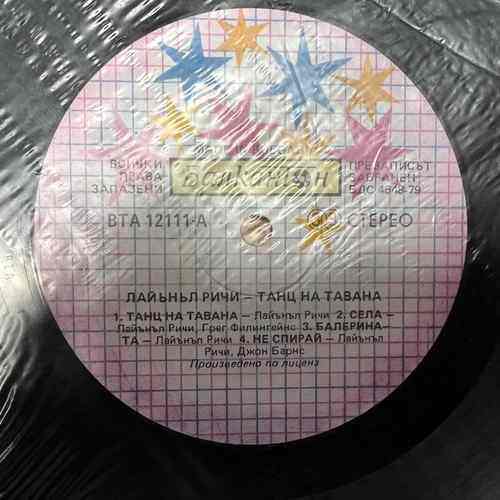 ВСИЧКИ
ПРАВА
ЗАПАЗЕНИ
БАЛКАНТОН
ПРЕЗАПИСЪТ
ЗАБРАНЕН
БДС 4848-79
ВТА 12111-А
СТЕРЕО
ЛАЙЪНЪЛ РИЧИ – ТАНЦ НА ТАВАНА
1. ТАНЦ НА ТАВАНА – Лайънъл Ричи 2. СЕЛА –
Лайънъл Ричи, Грег Филингейнс 3. БАЛЕРИНА-
ТА – Лайънъл Ричи 4. НЕ СПИРАЙ – Лайънъл
Ричи, Джон Барнс
Произведено по лиценз